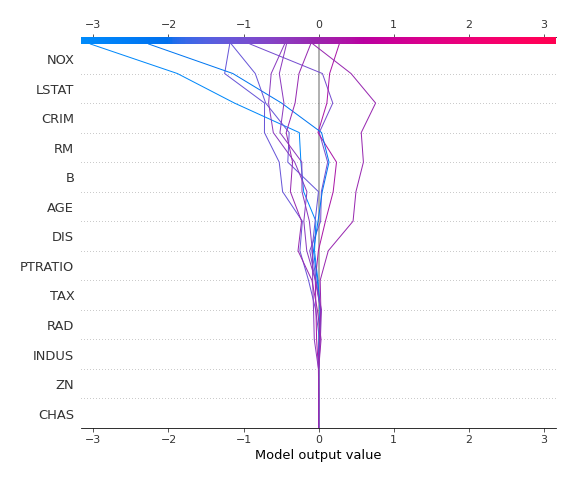 −3 −2 −1 0 1 2 3
NOX
LSTAT
CRIM
RM
B
AGE
DIS
PTRATIO
TAX
RAD
INDUS
ZN
CHAS
−3 −2 −1 0 1 2 3
Model output value